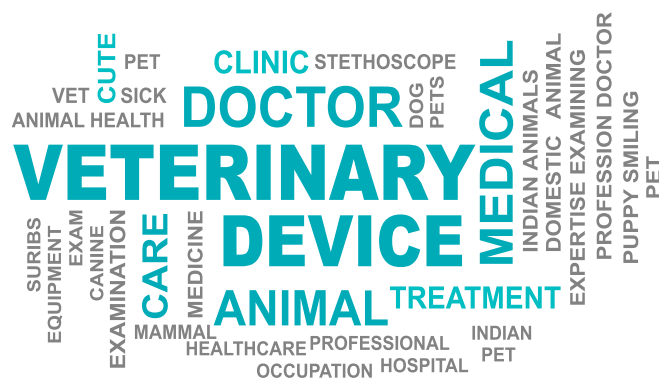 CUTE
PET
CLINIC
STETHOSCOPE
VET
SICK
ANIMAL HEALTH
DOCTOR
DOG
PETS
MEDICAL
INDIAN ANIMALS
DOMESTIC ANIMAL
EXPERTISE EXAMINING
PROFESSION DOCTOR
PUPPY SMILING
PET
VETERINARY
DEVICE
SURIBS
EQUIPMENT
EXAM
CANINE
EXAMINATION
CARE
MEDICINE
ANIMAL
TREATMENT
MAMMAL
HEALTHCARE
PROFESSIONAL
OCCUPATION
HOSPITAL
INDIAN
PET